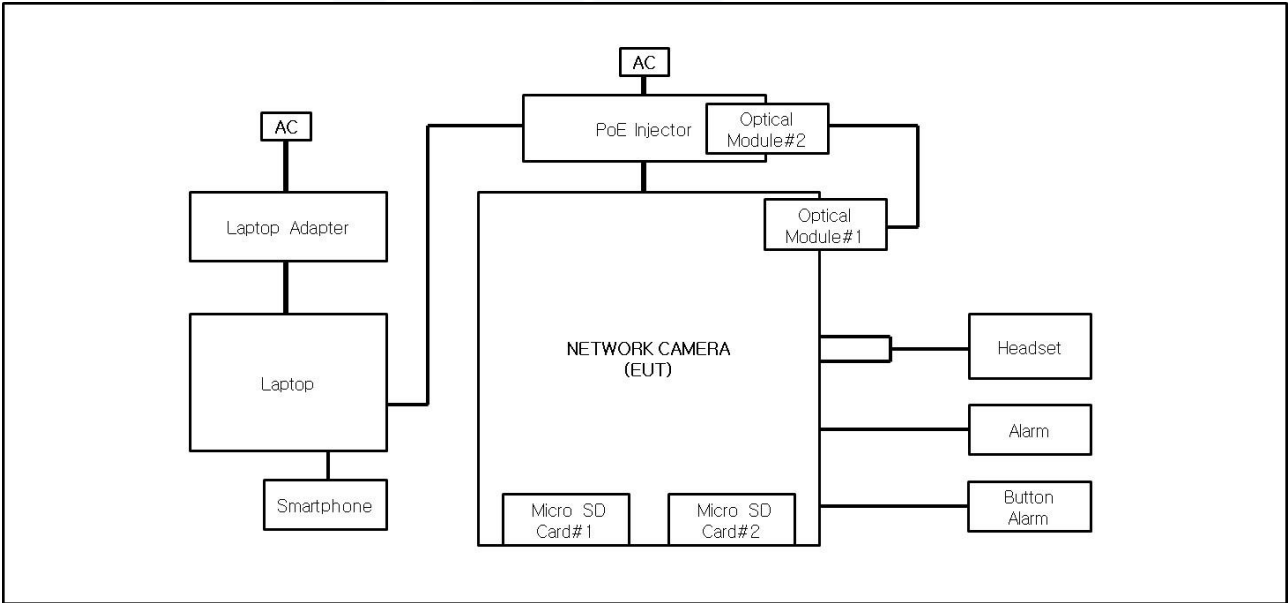 AC
PoE Injector
Optical
Module#2
AC
Laptop Adapter
Optical
Module#1
NETWORK CAMERA
(EUT)
Laptop
Headset
Alarm
Smartphone
Micro SD
Card#1
Micro SD
Card#2
Button
Alarm